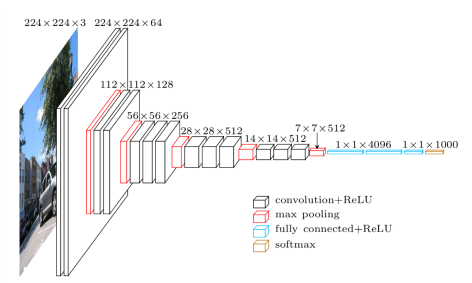 224×224×3
224×224×64
112×112×128
56×56×256
28×28×512
14×14×512
7×7×512
1×1×4096
1×1×1000
convolution+ReLU
max pooling
fully connected+ReLU
softmax